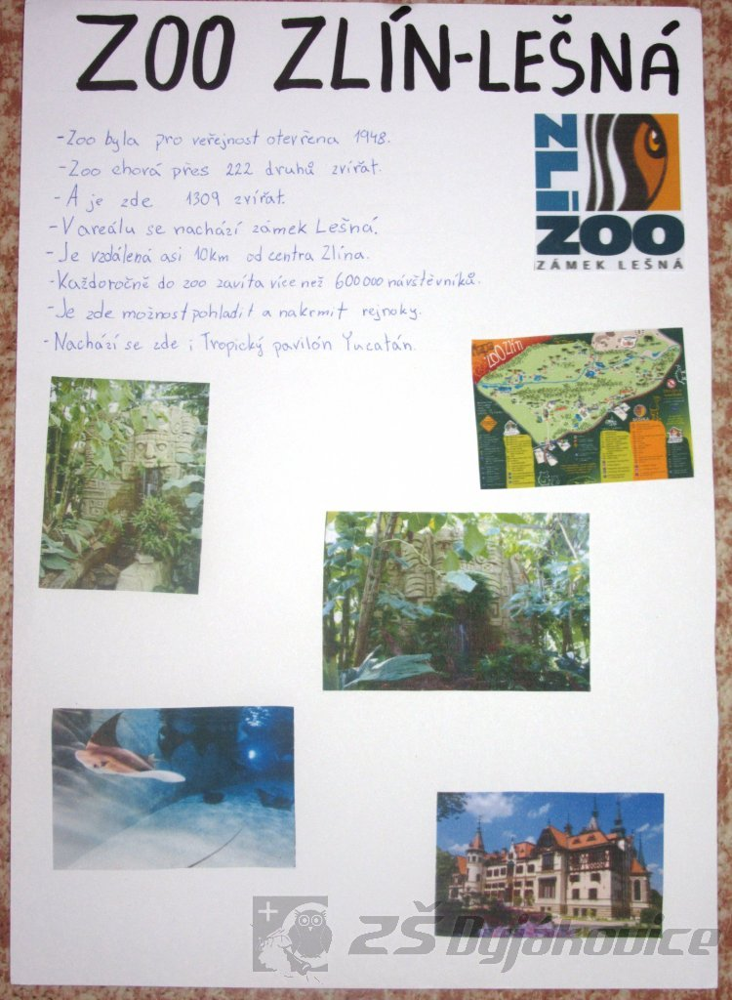 ZOO ZLÍN-LEŠNÁ
-Zoo byla pro veřejnost otevřena 1948.
-Zoo chová přes 222 druhů zvířat.
-A je zde 1309 zvířat.
-V areálu se nachází zámek Lešná.
-Je vzdálená asi 10km od centra Zlína.
-Každoročně do zoo zavíta více než 600 000 návštěvníků.
-Je zde možnost pohladit a nakrmit rejnoky.
-Nachází se zde i Tropický pavilón Yucatán.
ZLÍ
ZOO
ZÁMEK LEŠNÁ
ZOO Zlín
ZŠ Dyjákovice